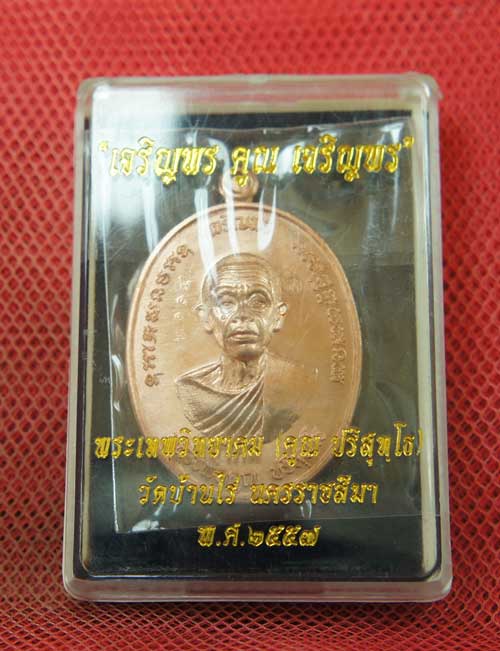 "เจริญพร คูณ เจริญพร"
พระเทพวิทยาคม (คูณ ปริสุทฺโธ)
วัดบ้านไร่ นครราชสีมา
พ.ศ.๒๕๕๗